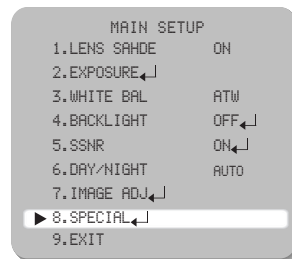 MAIN SETUP
1.LENS SAHDE ON
2.EXPOSURE↵
3.WHITE BAL ATW
4.BACKLIGHT OFF↵
5.SSNR ON↵
6.DAY/NIGHT AUTO
7.IMAGE ADJ↵
▶ 8.SPECIAL↵
9.EXIT